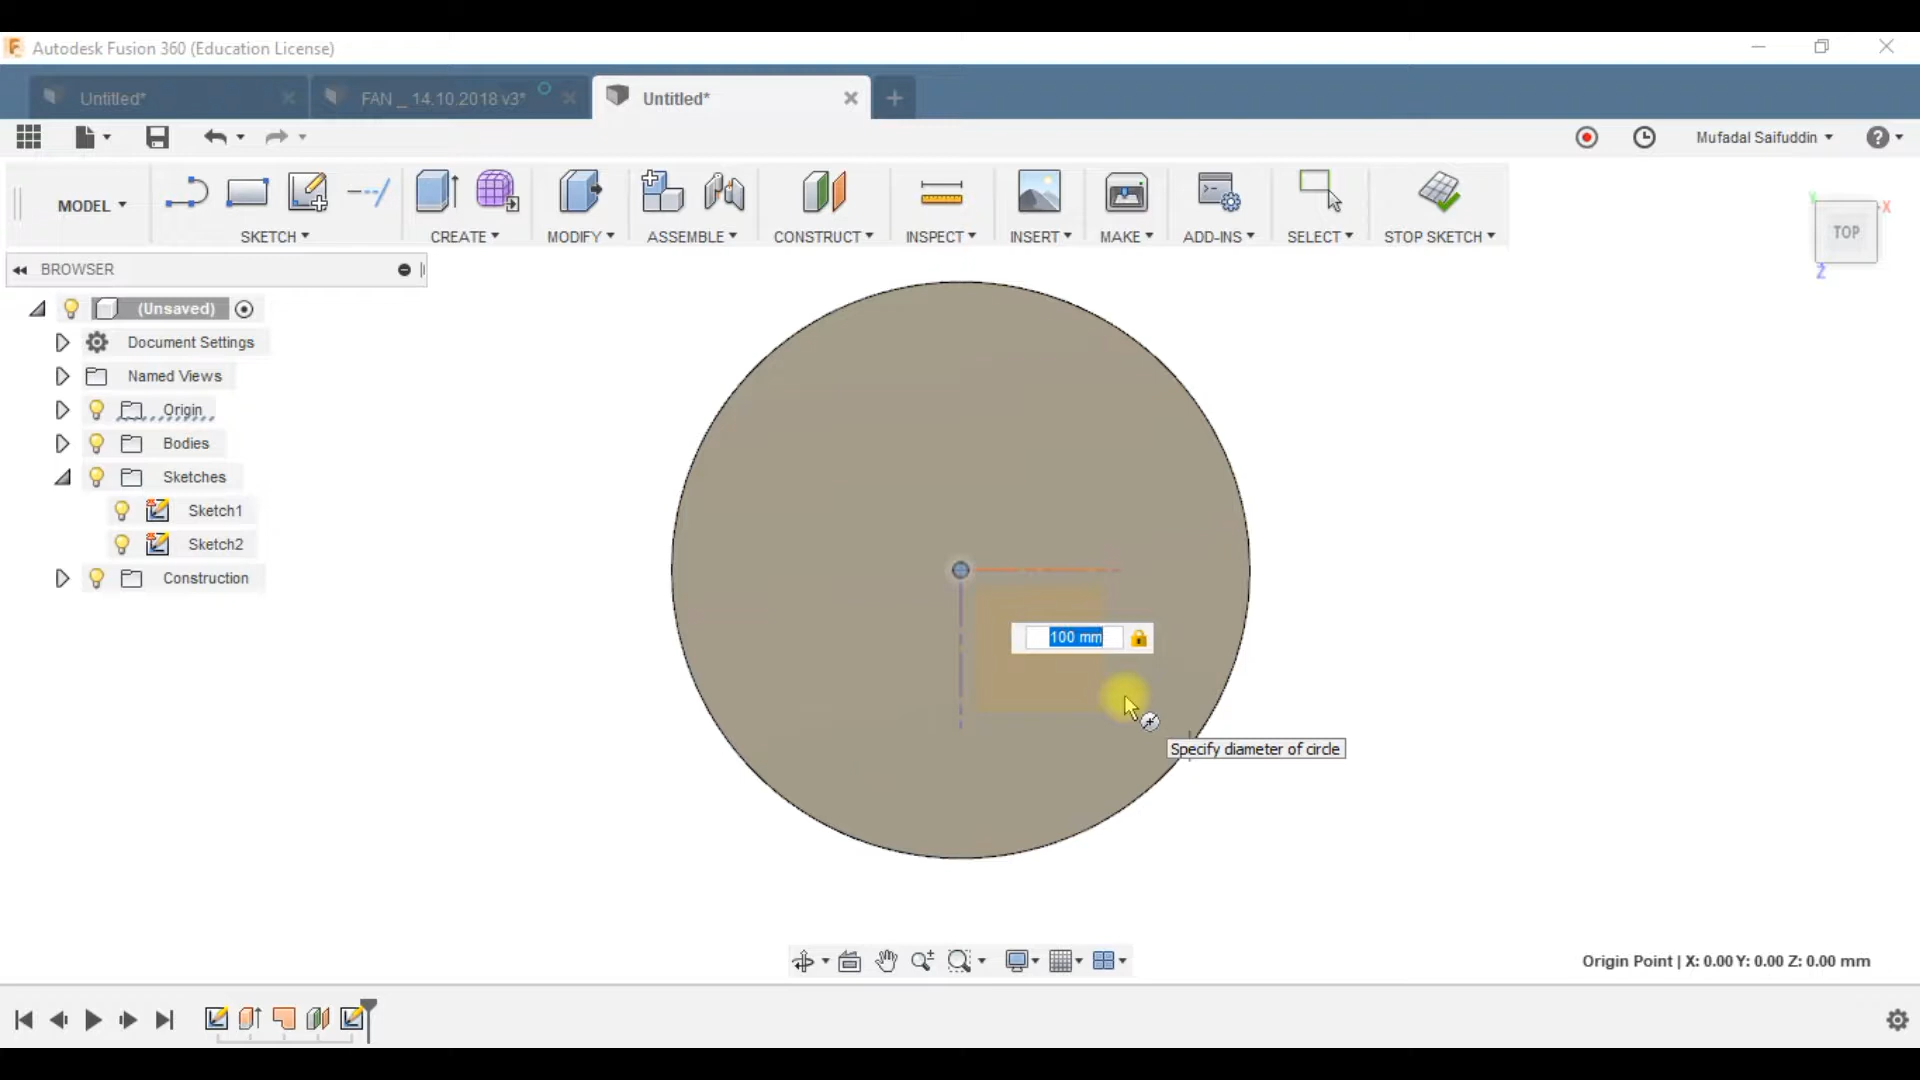 Autodesk Fusion 360 (Education License)
Untitled*
FAN _ 14.10.2018 v3*
Untitled*
Mufadal Saifuddin
MODEL
SKETCH
CREATE
MODIFY
ASSEMBLE
CONSTRUCT
INSPECT
INSERT
MAKE
ADD-INS
SELECT
STOP SKETCH
Y
X
TOP
Z
BROWSER
(Unsaved)
Document Settings
Named Views
Origin
Bodies
Sketches
Sketch1
Sketch2
Construction
100 mm
Specify diameter of circle
Origin Point | X: 0.00 Y: 0.00 Z: 0.00 mm